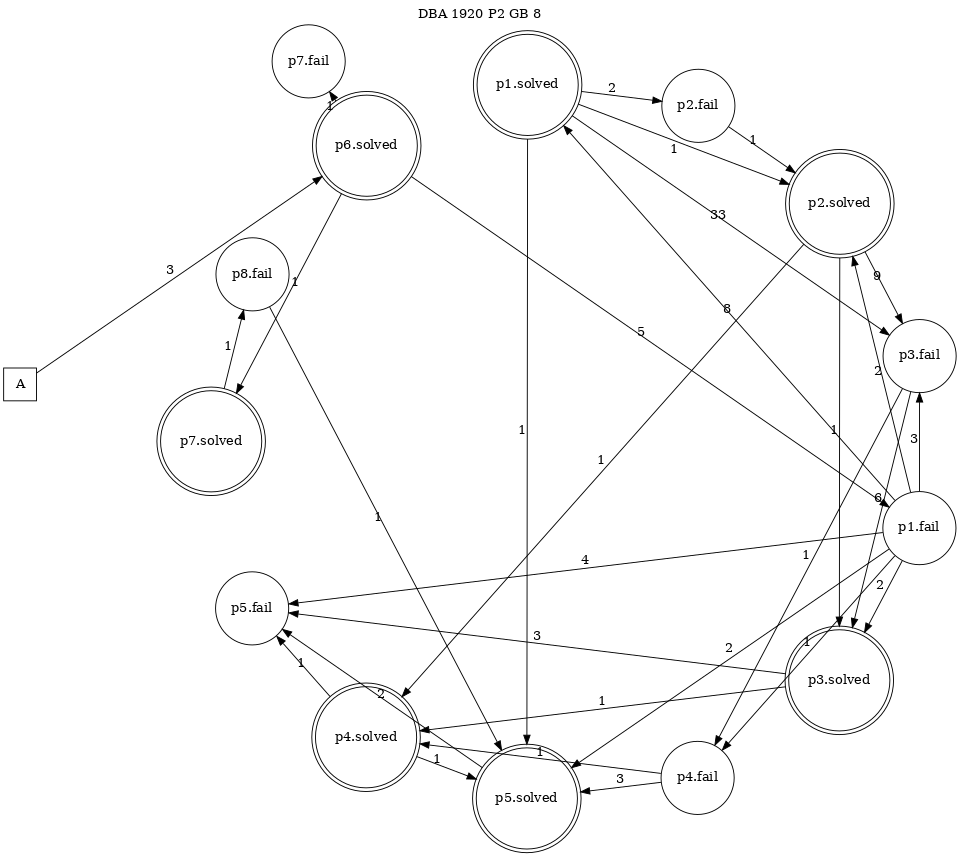 DBA 1920 P2 GB 8
p7.fail
p1.solved
2
p2.fail
1
p6.solved
1
1
p2.solved
3
33
p8.fail
1
9
8
5
1
p3.fail
A
2
p7.solved
1
1
1
3
1
6
p1.fail
1
4
2
p5.fail
3
2
1
1
p3.solved
2
1
p4.solved
1
1
3
p4.fail
p5.solved